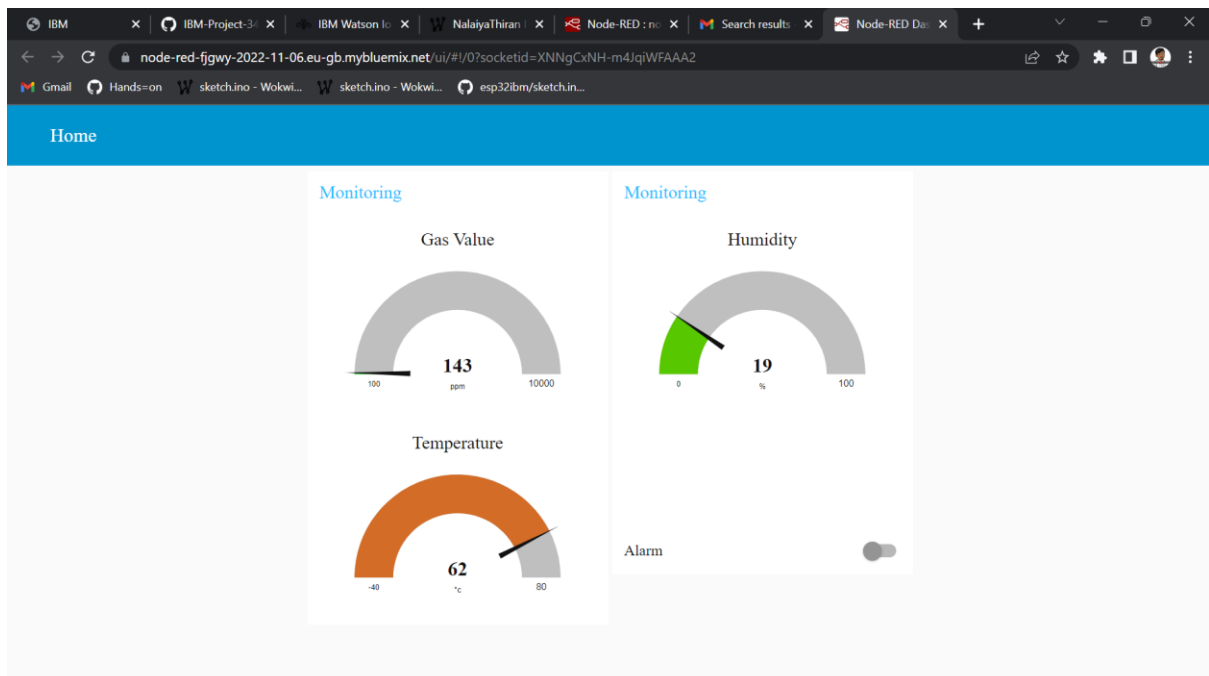 IBM
IBM-Project-34
IBM Watson Io
NalaiyaThiran
Node-RED : no
Search results
Node-RED Das
node-red-fjgwy-2022-11-06.eu-gb.mybluemix.net/ui/#!/0?socketid=XNNgCxNH-m4JqiWFAAA2
Gmail
Hands=on
sketch.ino - Wokwi...
sketch.ino - Wokwi...
esp32ibm/sketch.in...
Home
Monitoring
Gas Value
143
100
ppm
10000
Temperature
62
-40
°c
80
Monitoring
Humidity
19
0
%
100
Alarm